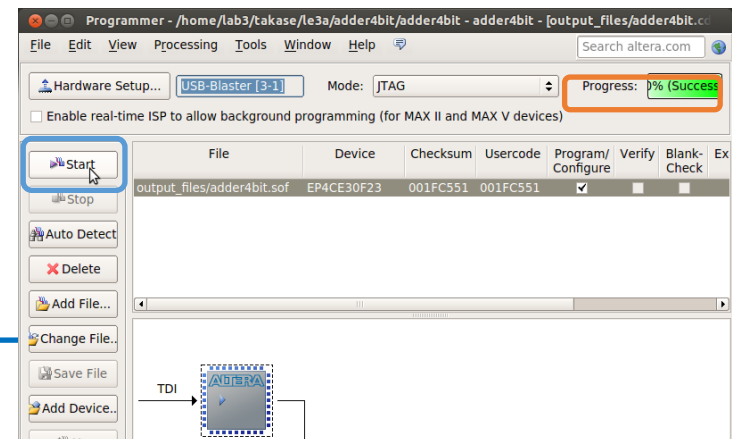 Programmer - /home/lab3/takase/le3a/adder4bit/adder4bit - adder4bit - [output_files/adder4bit.cd
File Edit View Processing Tools Window Help Search altera.com
Hardware Setup... USB-Blaster [3-1] Mode: JTAG Progress: 0% (Success
Enable real-time ISP to allow background programming (for MAX II and MAX V devices)
Start
Stop
Auto Detect
Delete
Add File...
Change File..
Save File
Add Device..
File Device Checksum Usercode Program/ Verify Blank- Ex
Configure Check
output_files/adder4bit.sof EP4CE30F23 001FC551 001FC551
TDI
ALTERA